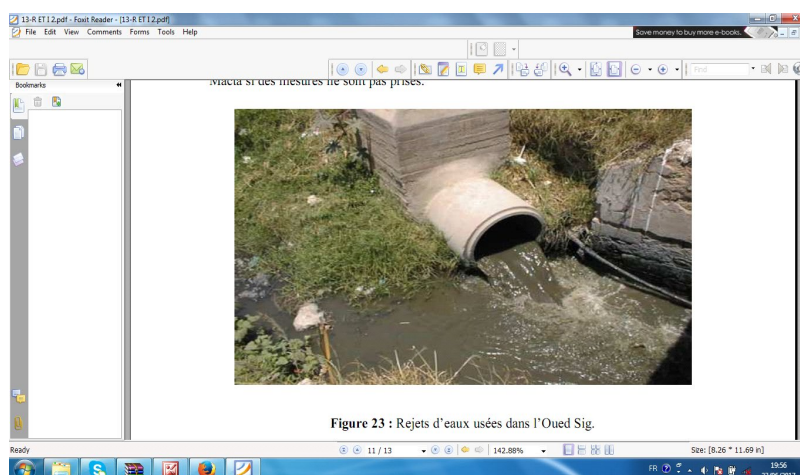 13-R ET I 2.pdf - Foxit Reader - [13-R ET I 2.pdf]
File Edit View Comments Forms Tools Help
Save money to buy more e-books.
Find
Bookmarks
Macta si des mesures ne sont pas prises.
Figure 23 : Rejets d'eaux usées dans l'Oued Sig.
Ready
11 / 13
142.88%
Size: [8.26 * 11.69 in]
FR
19:56